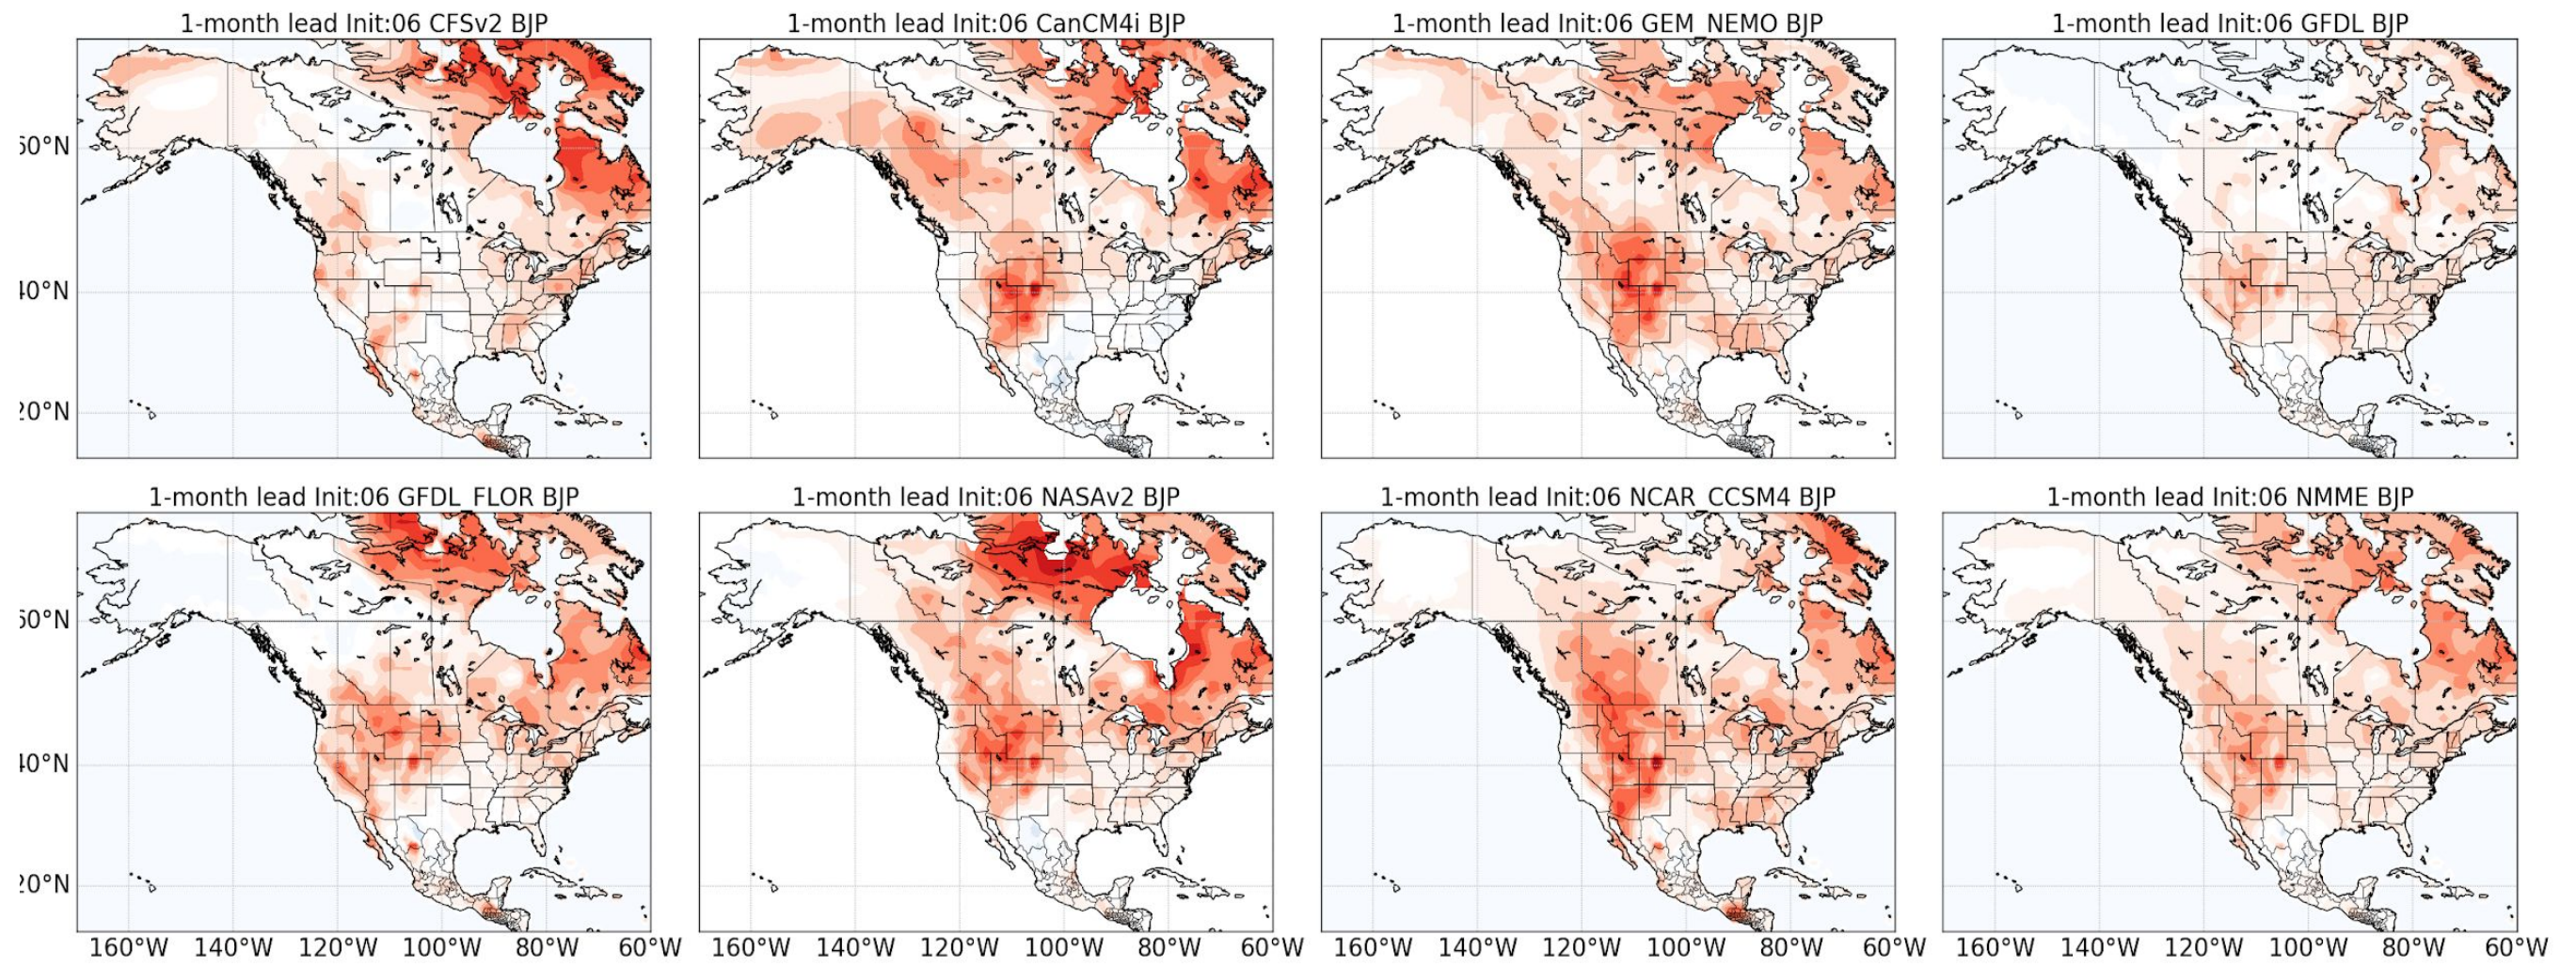 1-month lead Init:06 CFSv2 BJP
1-month lead Init:06 CanCM4i BJP
1-month lead Init:06 GEM_NEMO BJP
1-month lead Init:06 GFDL BJP
40°N
20°N
1-month lead Init:06 GFDL_FLOR BJP
1-month lead Init:06 NASAv2 BJP
1-month lead Init:06 NCAR_CCSM4 BJP
1-month lead Init:06 NMME BJP
40°N
20°N
160°W 140°W 120°W 100°W 80°W 60°W
160°W 140°W 120°W 100°W 80°W 60°W
160°W 140°W 120°W 100°W 80°W 60°W
160°W 140°W 120°W 100°W 80°W 60°W